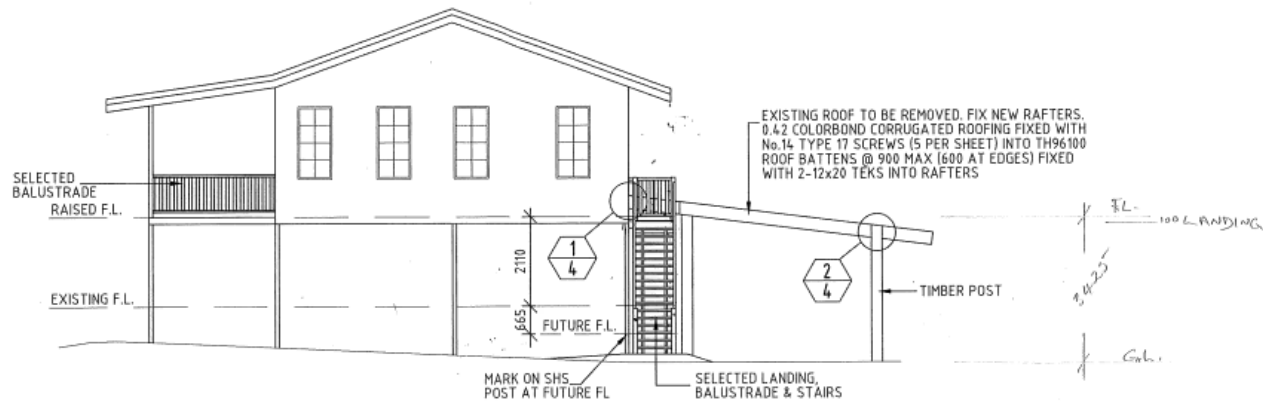 EXISTING ROOF TO BE REMOVED. FIX NEW RAFTERS.
0.42 COLORBOND CORRUGATED ROOFING FIXED WITH
No.14 TYPE 17 SCREWS (5 PER SHEET) INTO TH96100
ROOF BATTENS @ 900 MAX (600 AT EDGES) FIXED
WITH 2-12x20 TEKS INTO RAFTERS
SELECTED
BALUSTRADE
RAISED F.L.
F.L.
100 LANDING
1
4
2110
2
4
TIMBER POST
EXISTING F.L.
665
FUTURE F.L.
G.L.
MARK ON SHS
POST AT FUTURE FL
SELECTED LANDING,
BALUSTRADE & STAIRS